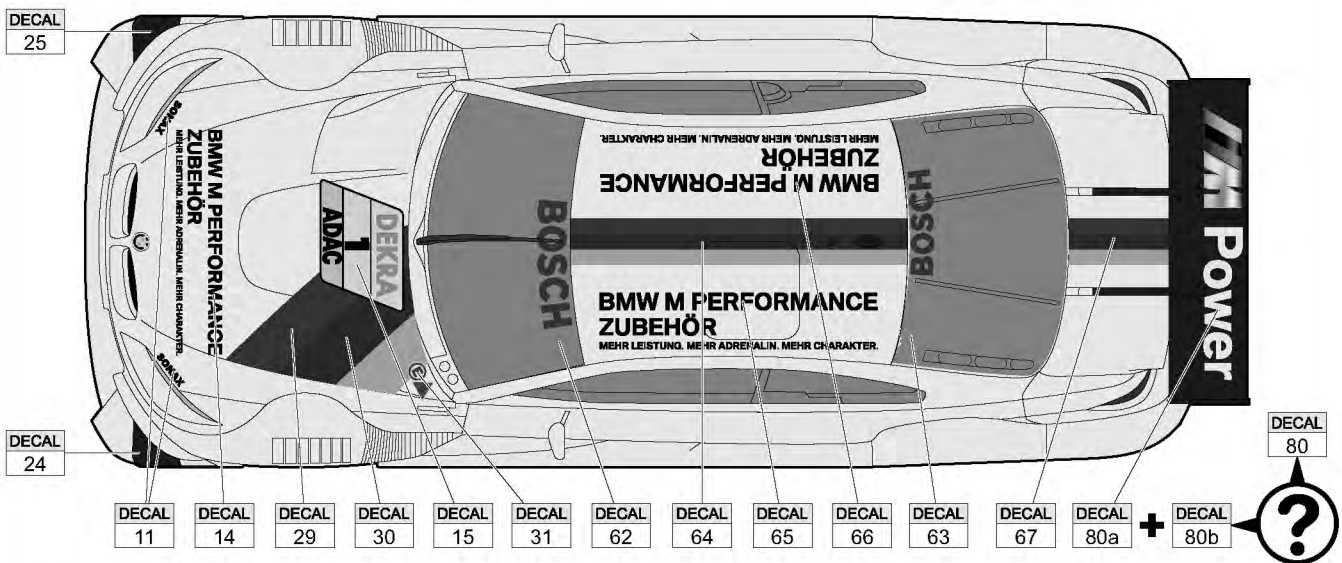 DECAL
25
SONAX
BMW M PERFORMANCE
ZUBEHÖR
MEHR LEISTUNG. MEHR ADRENALIN. MEHR CHARAKTER.
SONAX
DEKRA
1
ADAC
BOSCH
BMW M PERFORMANCE
ZUBEHÖR
MEHR LEISTUNG. MEHR ADRENALIN. MEHR CHARAKTER.
BMW M PERFORMANCE
ZUBEHÖR
MEHR LEISTUNG. MEHR ADRENALIN. MEHR CHARAKTER.
BOSCH
M Power
E
DECAL
24
DECAL
80
DECAL
11
DECAL
14
DECAL
29
DECAL
30
DECAL
15
DECAL
31
DECAL
62
DECAL
64
DECAL
65
DECAL
66
DECAL
63
DECAL
67
DECAL
80a
+
DECAL
80b
?